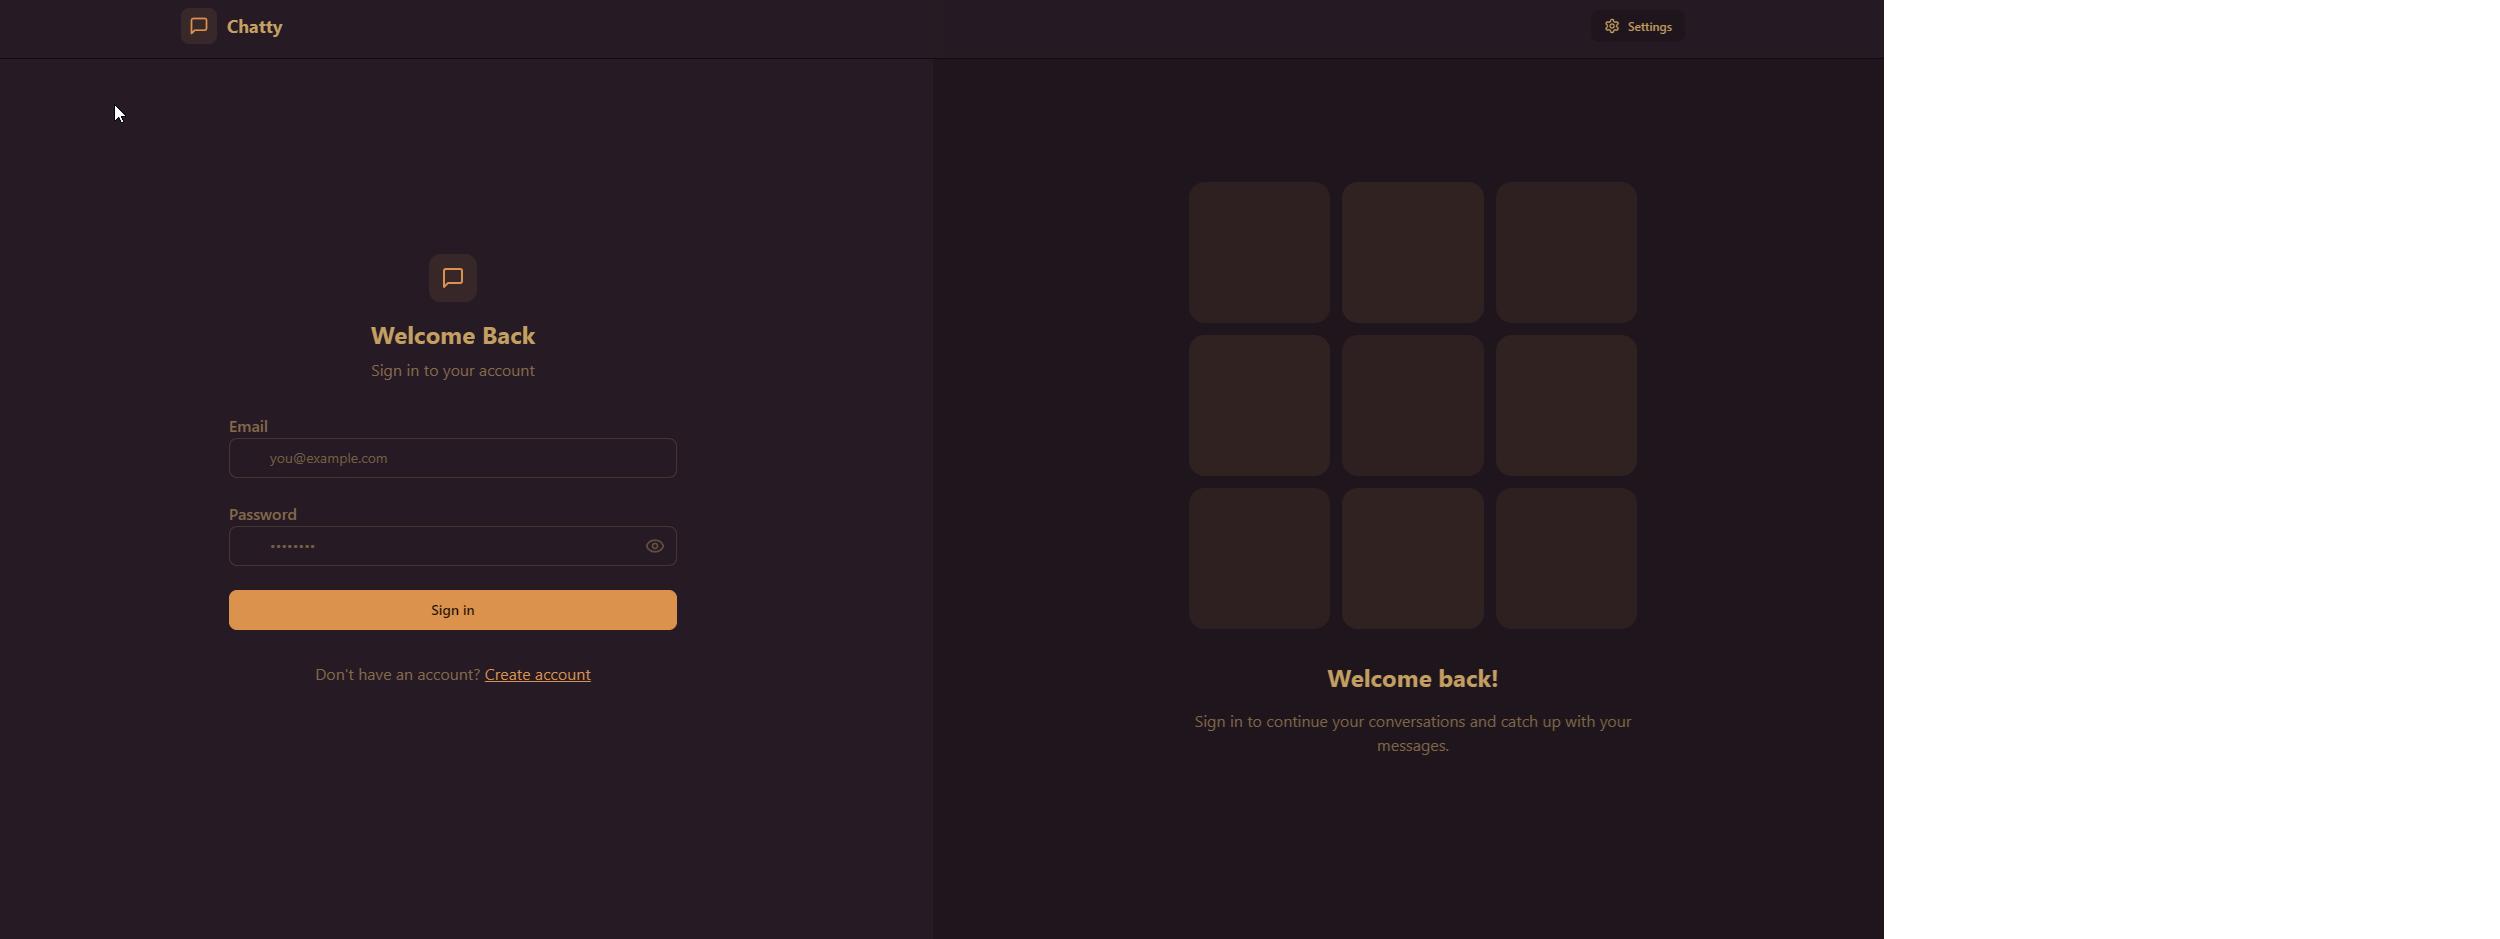 Chatty
Settings
Welcome Back
Sign in to your account
Email
you@example.com
Password
••••••••
Sign in
Don't have an account? Create account
Welcome back!
Sign in to continue your conversations and catch up with your
messages.